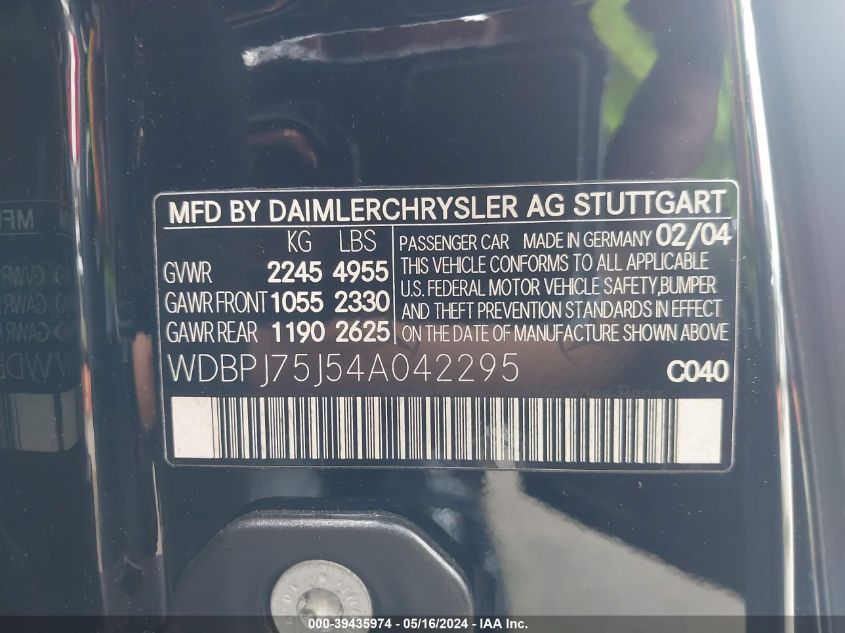 MFD BY DAIMLERCHRYSLER AG STUTTGART
KG LBS
GVWR 2245 4955
GAWR FRONT 1055 2330
GAWR REAR 1190 2625
PASSENGER CAR MADE IN GERMANY 02/04
THIS VEHICLE CONFORMS TO ALL APPLICABLE
U.S. FEDERAL MOTOR VEHICLE SAFETY,BUMPER
AND THEFT PREVENTION STANDARDS IN EFFECT
ON THE DATE OF MANUFACTURE SHOWN ABOVE
WDBPJ75J54A042295 C040
000-39435974 - 05/16/2024 - IAA Inc.